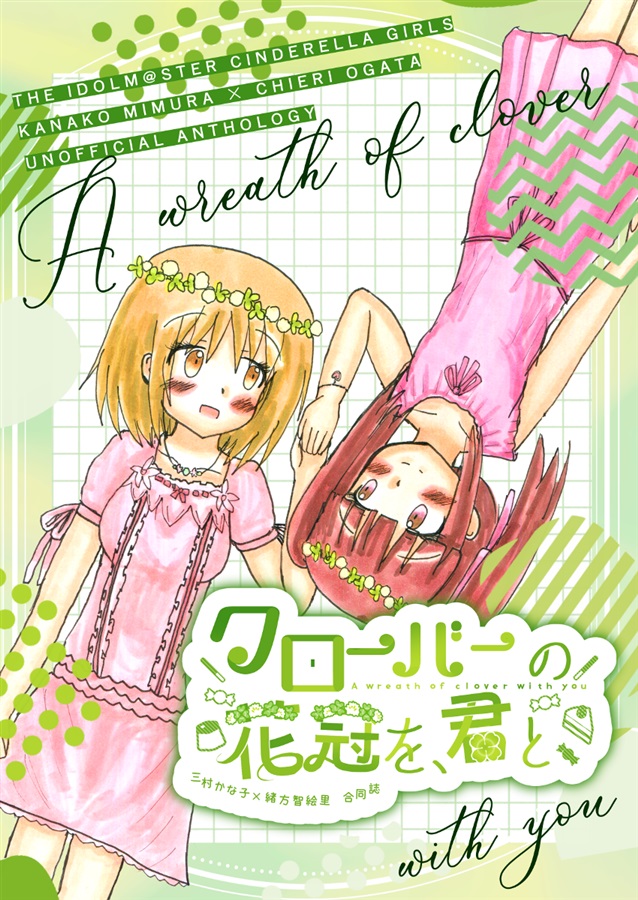 THE IDOLM@STER CINDERELLA GIRLS
KANAKO MIMURA × CHIERI OGATA
UNOFFICIAL ANTHOLOGY
A wreath of clover
クローバーの
A wreath of clover with you
花冠を、君と
三村かな子×緒方智絵里 合同誌
with you